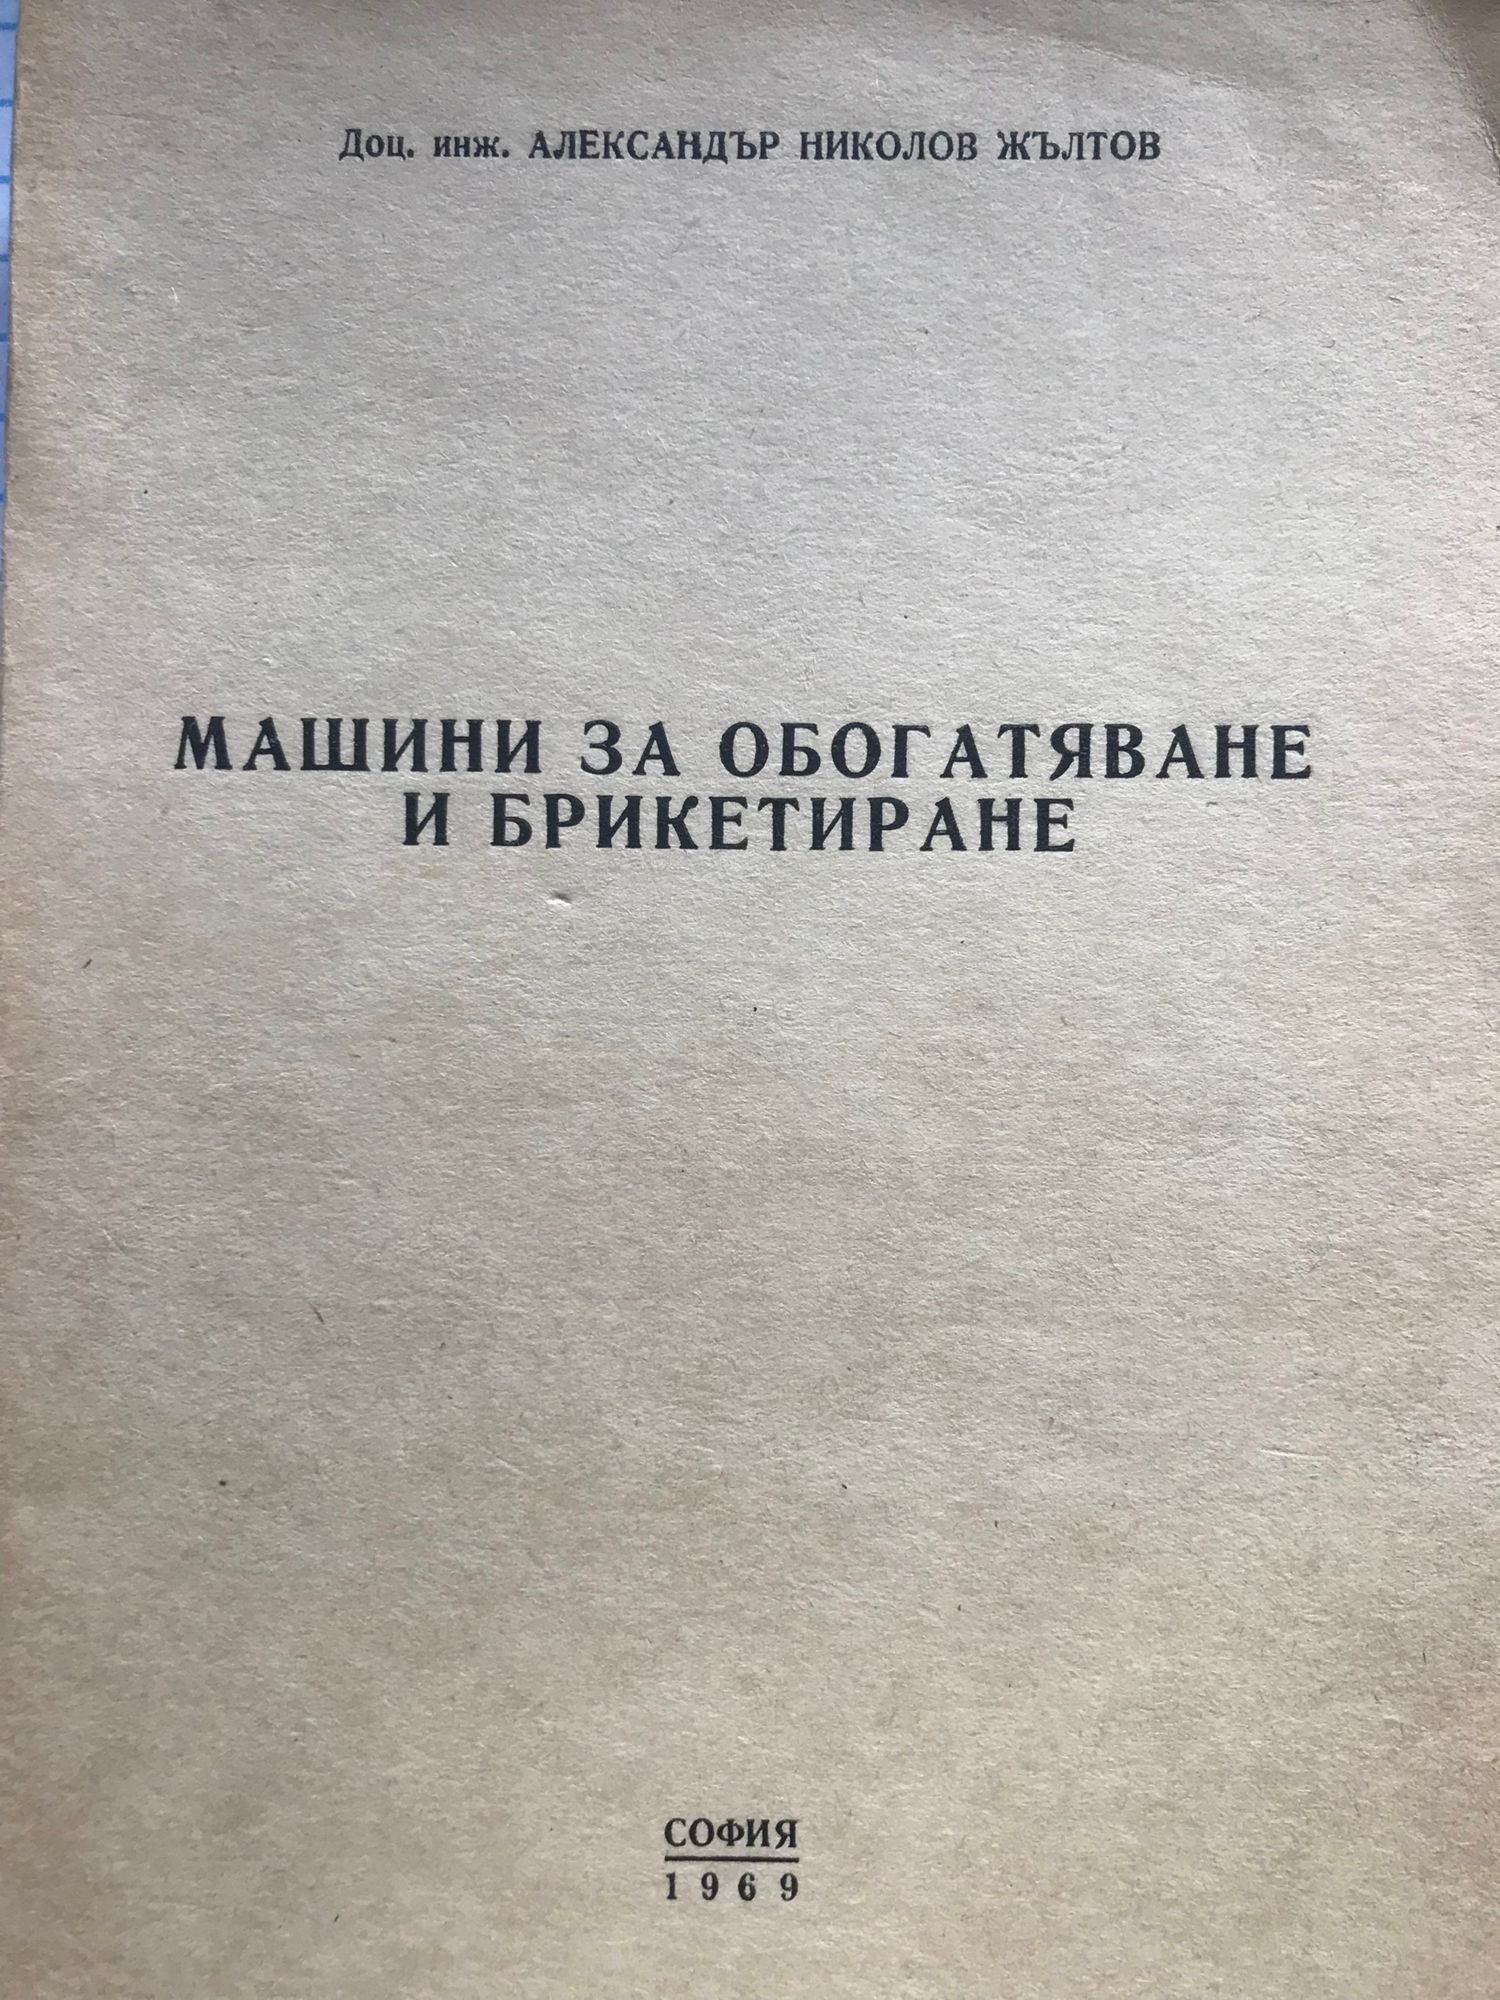 Доц. инж. АЛЕКСАНДЪР НИКОЛОВ ЖЪЛТОВ
МАШИНИ ЗА ОБОГАТЯВАНЕ
И БРИКЕТИРАНЕ
СОФИЯ
1969